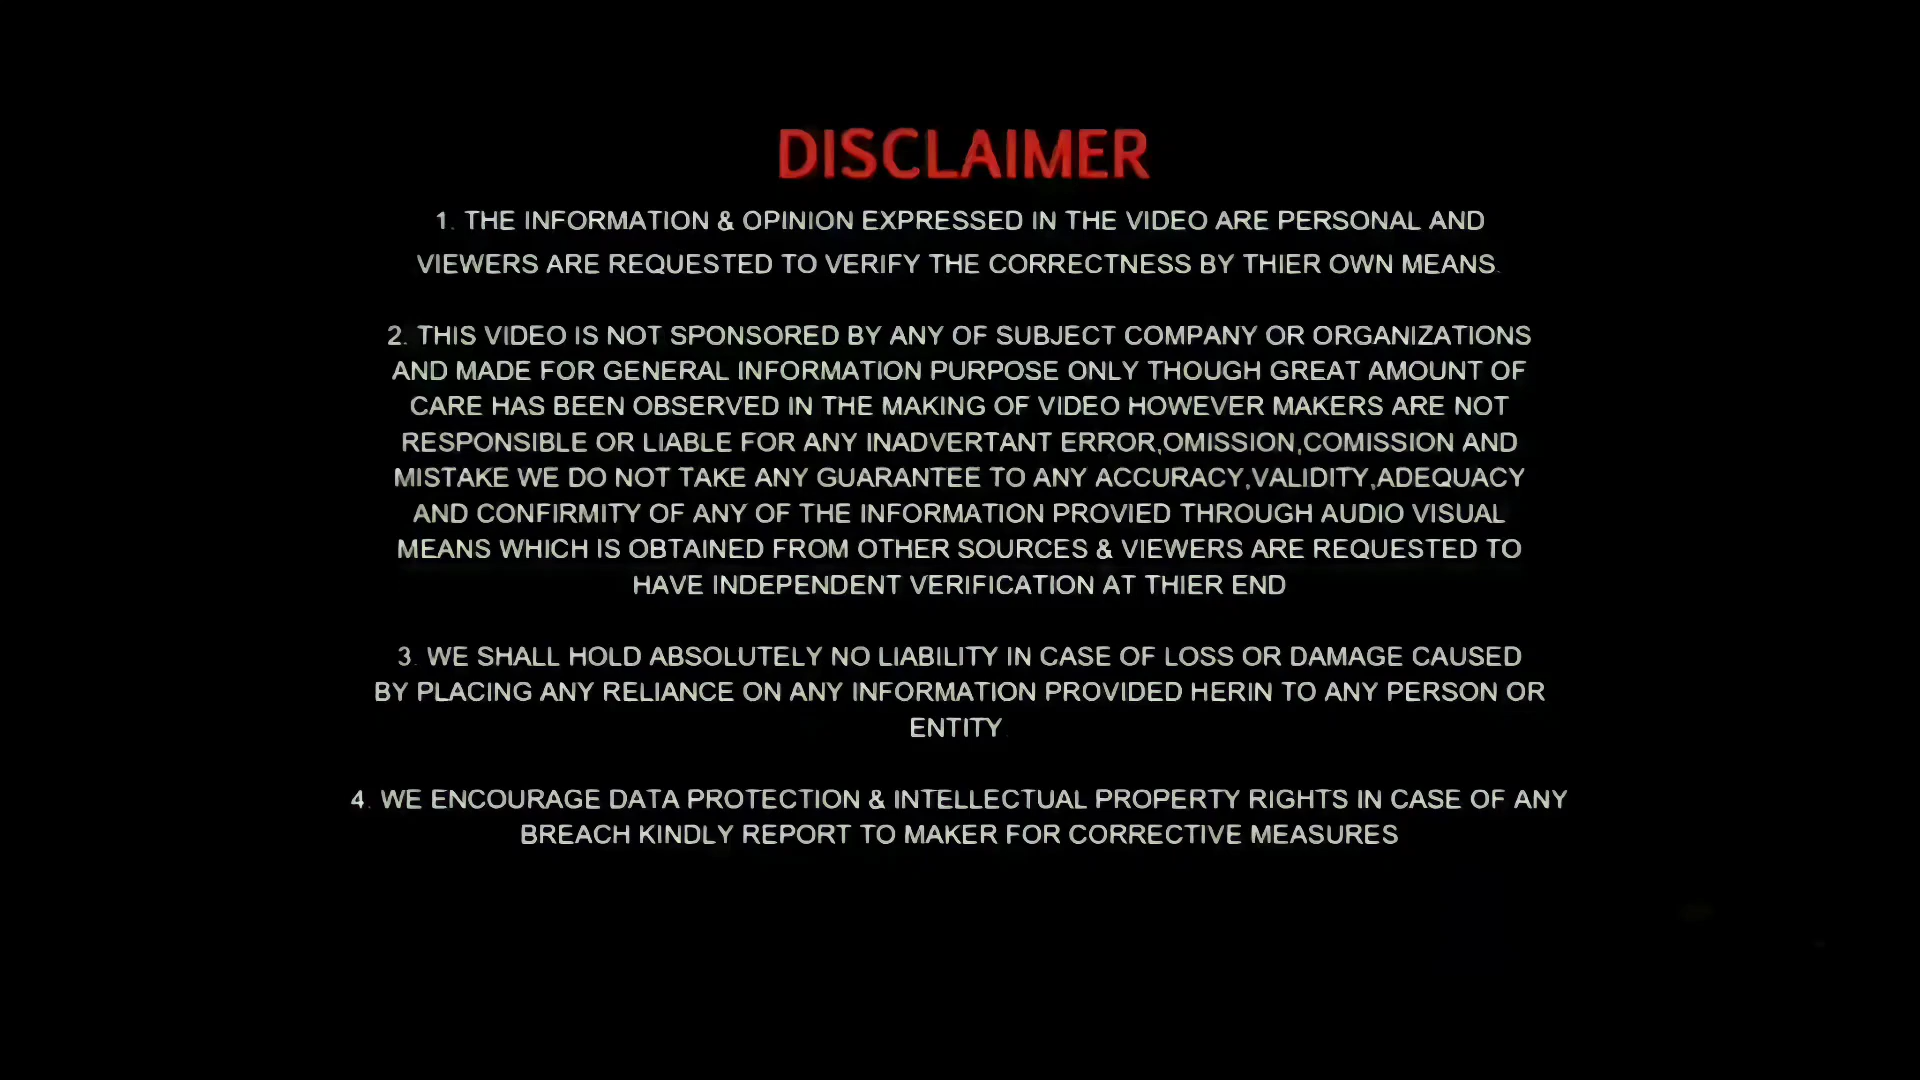 DISCLAIMER
1. THE INFORMATION & OPINION EXPRESSED IN THE VIDEO ARE PERSONAL AND
VIEWERS ARE REQUESTED TO VERIFY THE CORRECTNESS BY THIER OWN MEANS.
2. THIS VIDEO IS NOT SPONSORED BY ANY OF SUBJECT COMPANY OR ORGANIZATIONS
AND MADE FOR GENERAL INFORMATION PURPOSE ONLY THOUGH GREAT AMOUNT OF
CARE HAS BEEN OBSERVED IN THE MAKING OF VIDEO HOWEVER MAKERS ARE NOT
RESPONSIBLE OR LIABLE FOR ANY INADVERTANT ERROR,OMISSION,COMISSION AND
MISTAKE WE DO NOT TAKE ANY GUARANTEE TO ANY ACCURACY,VALIDITY,ADEQUACY
AND CONFIRMITY OF ANY OF THE INFORMATION PROVIED THROUGH AUDIO VISUAL
MEANS WHICH IS OBTAINED FROM OTHER SOURCES & VIEWERS ARE REQUESTED TO
HAVE INDEPENDENT VERIFICATION AT THIER END
3. WE SHALL HOLD ABSOLUTELY NO LIABILITY IN CASE OF LOSS OR DAMAGE CAUSED
BY PLACING ANY RELIANCE ON ANY INFORMATION PROVIDED HERIN TO ANY PERSON OR
ENTITY.
4. WE ENCOURAGE DATA PROTECTION & INTELLECTUAL PROPERTY RIGHTS IN CASE OF ANY
BREACH KINDLY REPORT TO MAKER FOR CORRECTIVE MEASURES